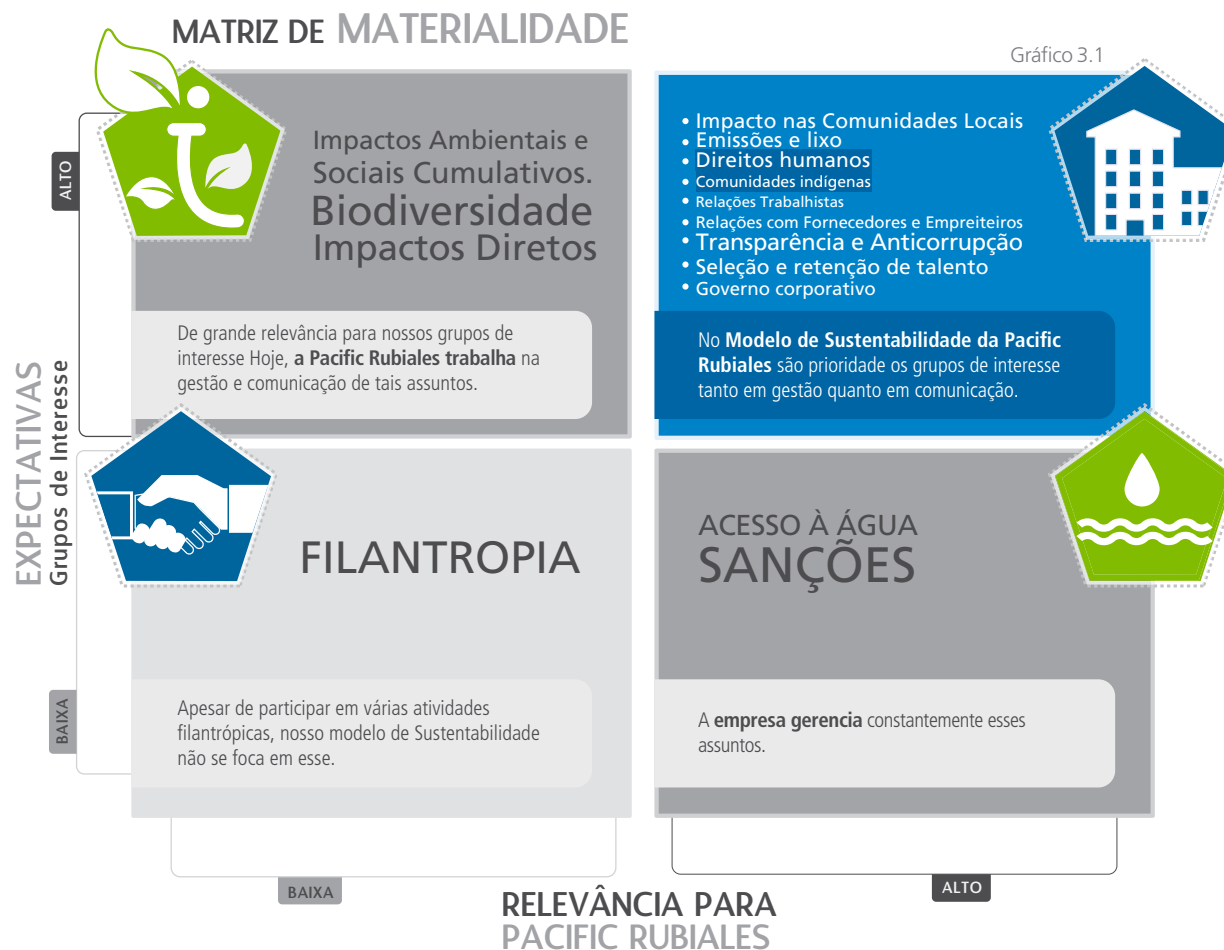 MATRIZ DE MATERIALIDADE
Gráfico 3.1
ALTO
Impactos Ambientais e
Sociais Cumulativos.
Biodiversidade
Impactos Diretos
De grande relevância para nossos grupos de
interesse Hoje, a Pacific Rubiales trabalha na
gestão e comunicação de tais assuntos.
• Impacto nas Comunidades Locais
• Emissões e lixo
• Direitos humanos
• Comunidades indígenas
• Relações Trabalhistas
• Relações com Fornecedores e Empreiteiros
• Transparência e Anticorrupção
• Seleção e retenção de talento
• Governo corporativo
No Modelo de Sustentabilidade da Pacific
Rubiales são prioridade os grupos de interesse
tanto em gestão quanto em comunicação.
EXPECTATIVAS
Grupos de Interesse
FILANTROPIA
Apesar de participar em várias atividades
filantrópicas, nosso modelo de Sustentabilidade
não se foca em esse.
BAIXA
ACESSO À ÁGUA
SANÇÕES
A empresa gerencia constantemente esses
assuntos.
BAIXA
ALTO
RELEVÂNCIA PARA
PACIFIC RUBIALES